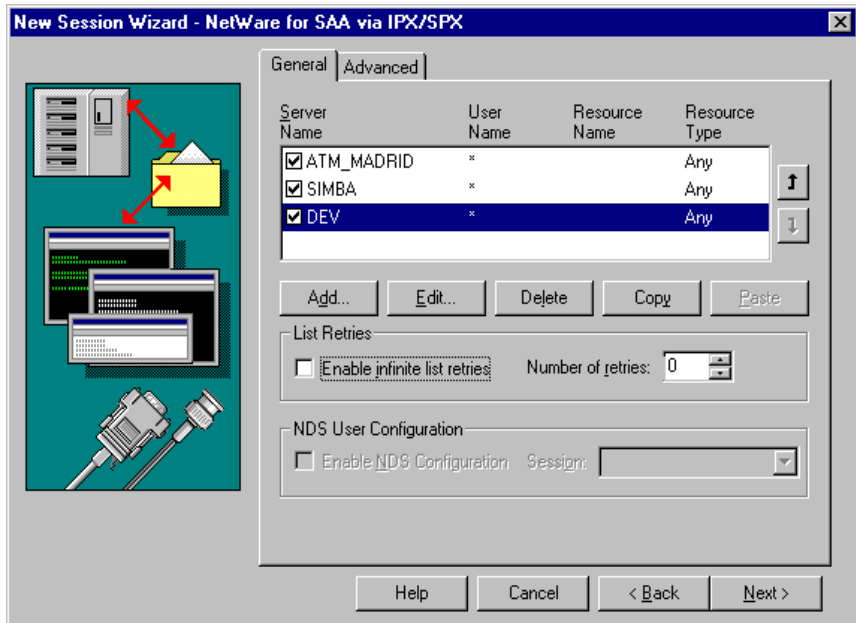 New Session Wizard - NetWare for SAA via IPX/SPX
General Advanced
Server Name User Name Resource Name Resource Type
ATM_MADRID * Any
SIMBA * Any
DEV * Any
Add... Edit... Delete Copy Paste
List Retries
Enable infinite list retries Number of retries: 0
NDS User Configuration
Enable NDS Configuration Session:
Help Cancel < Back Next >